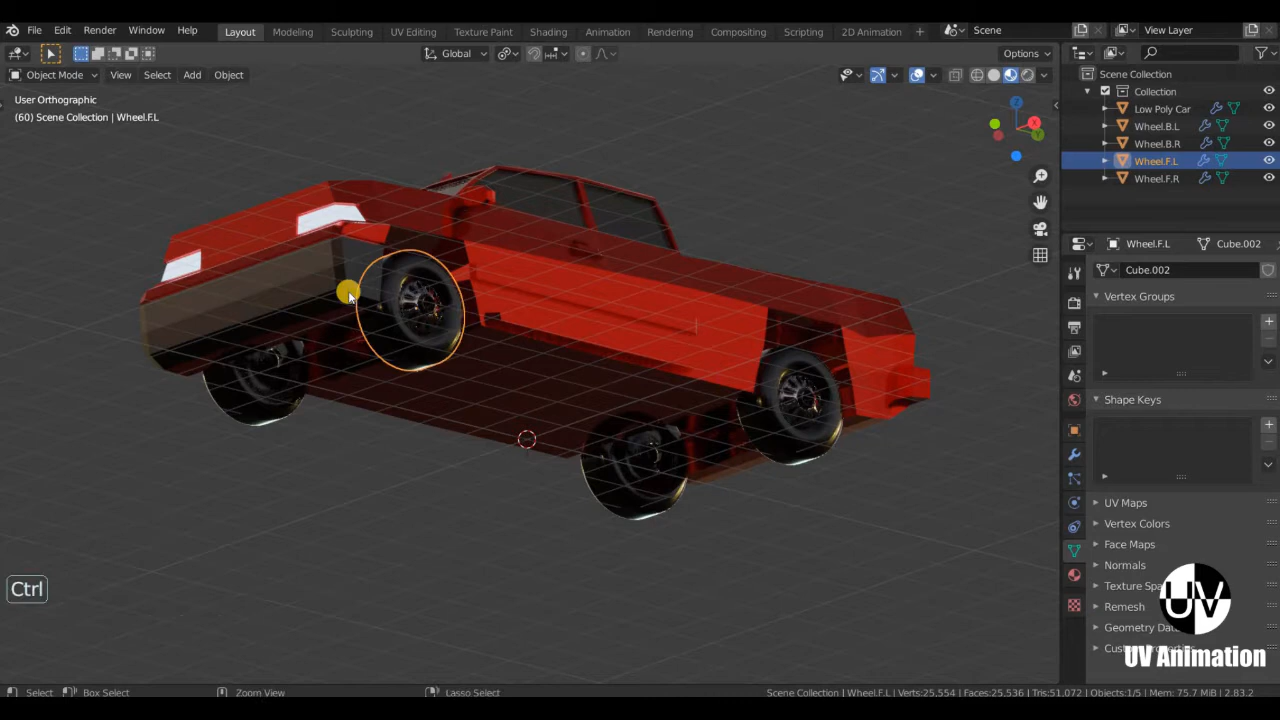 File Edit Render Window Help Layout Modeling Sculpting UV Editing Texture Paint Shading Animation Rendering Compositing Scripting 2D Animation + Scene View Layer
Global Options
Object Mode View Select Add Object
User Orthographic
(60) Scene Collection | Wheel.F.L
Scene Collection
Collection
Low Poly Car
Wheel.B.L
Wheel.B.R
Wheel.F.L
Wheel.F.R
Wheel.F.L Cube.002
Cube.002
Vertex Groups
Shape Keys
UV Maps
Vertex Colors
Face Maps
Normals
Texture Spa
Remesh
Geometry Dat
Custom Properties
Ctrl
UV
UV Animation
Select Box Select Zoom View Lasso Select Scene Collection | Wheel.F.L | Verts:25,554 | Faces:25,536 | Tris:51,072 | Objects:1/5 | Mem: 75.7 MiB | 2.83.2
X
Y
Z